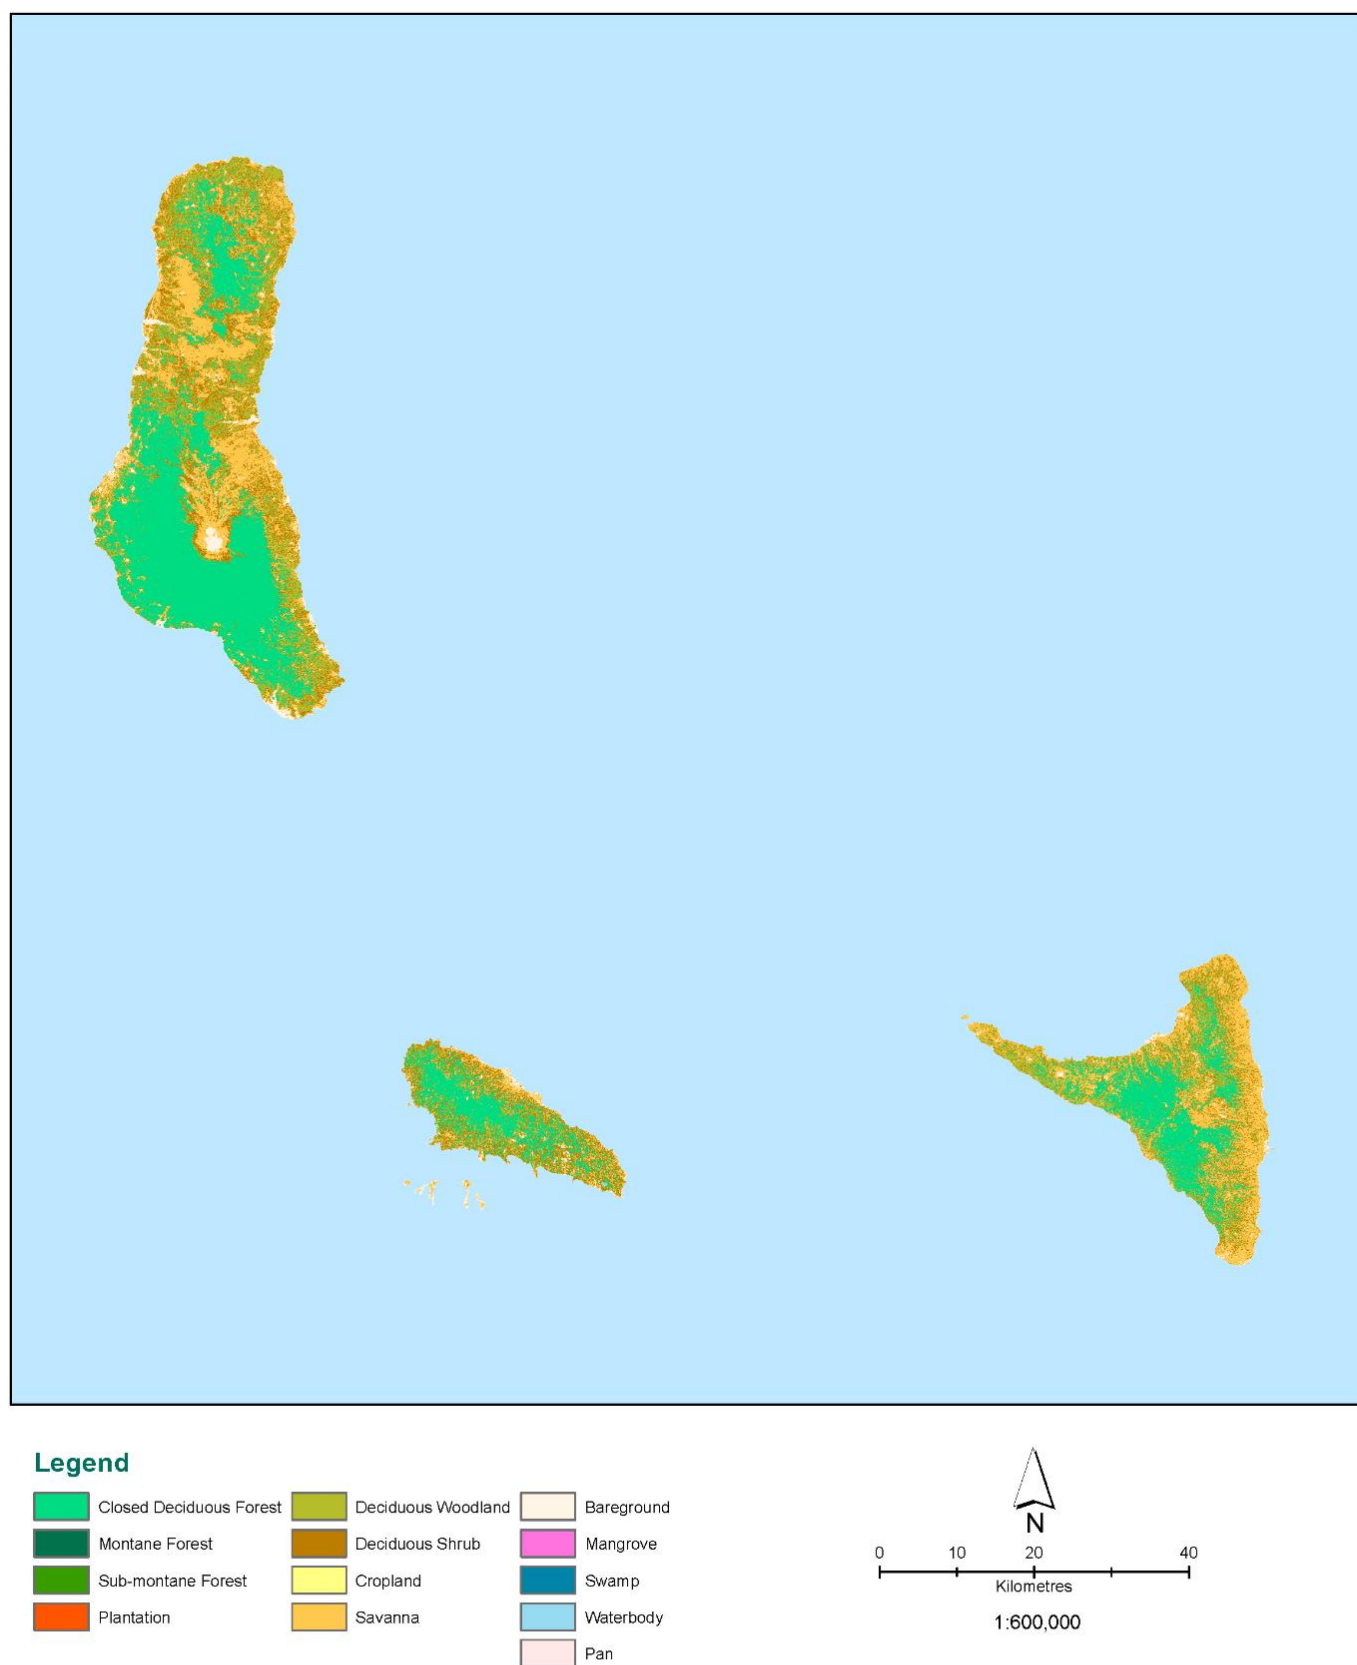 Legend
Closed Deciduous Forest
Montane Forest
Sub-montane Forest
Plantation
Deciduous Woodland
Deciduous Shrub
Cropland
Savanna
Bareground
Mangrove
Swamp
Waterbody
Pan
N
0 10 20 40
Kilometres
1:600,000